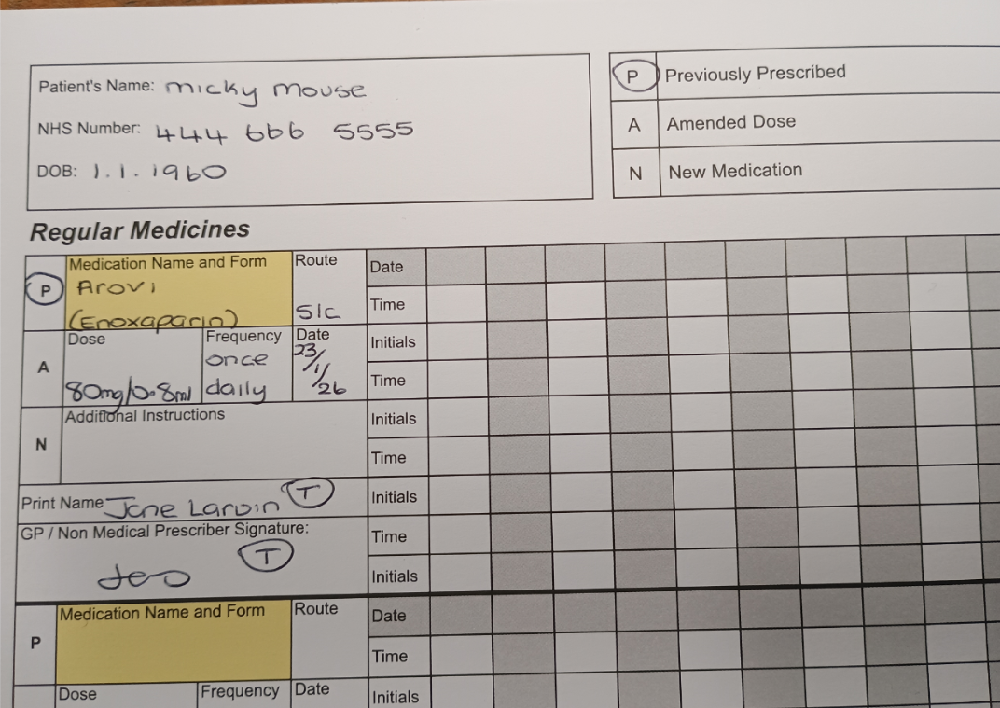 Patient's Name: Micky Mouse
NHS Number: 444 666 5555
DOB: 1.1.1960
P Previously Prescribed
A Amended Dose
N New Medication
Regular Medicines
P
Medication Name and Form
Arovi
(Enoxaparin)
Route
S/C
A
Dose
80mg/0.8ml
Frequency
once
daily
Date
23/1/26
N
Additional Instructions
Print Name Jane Larvin T
GP / Non Medical Prescriber Signature:
T
Date
Time
Initials
Time
Initials
Time
Initials
Time
Initials
P
Medication Name and Form
Route
Dose
Frequency
Date
Date
Time
Initials